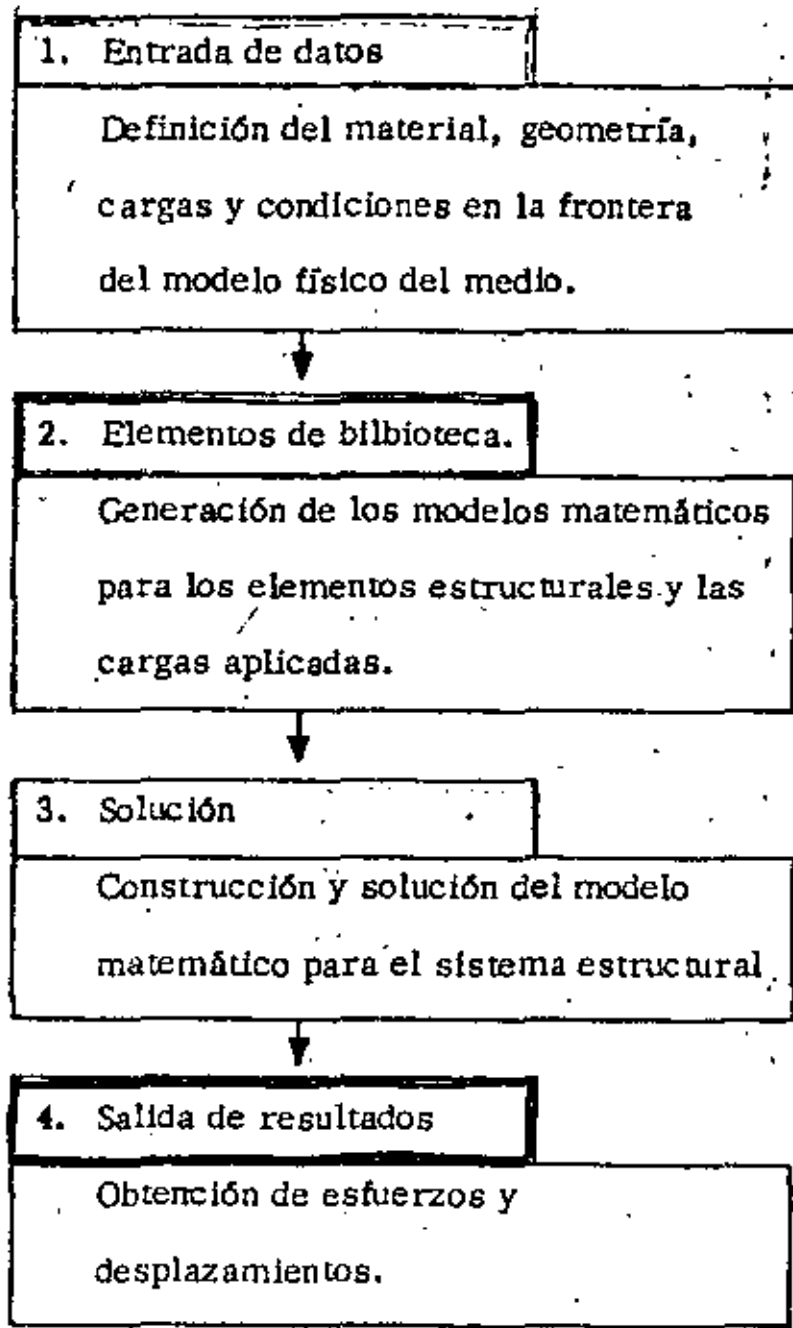 1. Entrada de datos
Definición del material, geometría,
cargas y condiciones en la frontera
del modelo físico del medio.
2. Elementos de bilbioteca.
Generación de los modelos matemáticos
para los elementos estructurales y las
cargas aplicadas.
3. Solución
Construcción y solución del modelo
matemático para el sistema estructural.
4. Salida de resultados
Obtención de esfuerzos y
desplazamientos.